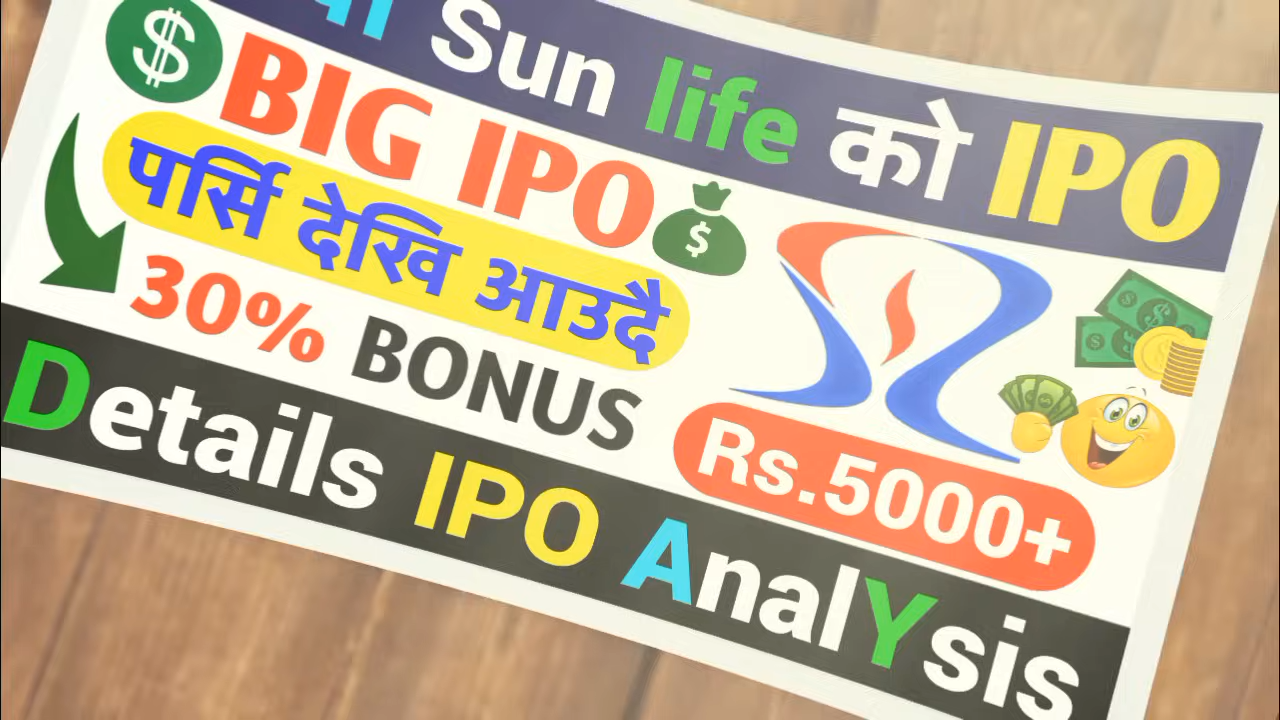 Sun life को IPO
BIG IPO
पर्सि देखि आउदै
30% BONUS
Rs.5000+
Details IPO AnalYsis